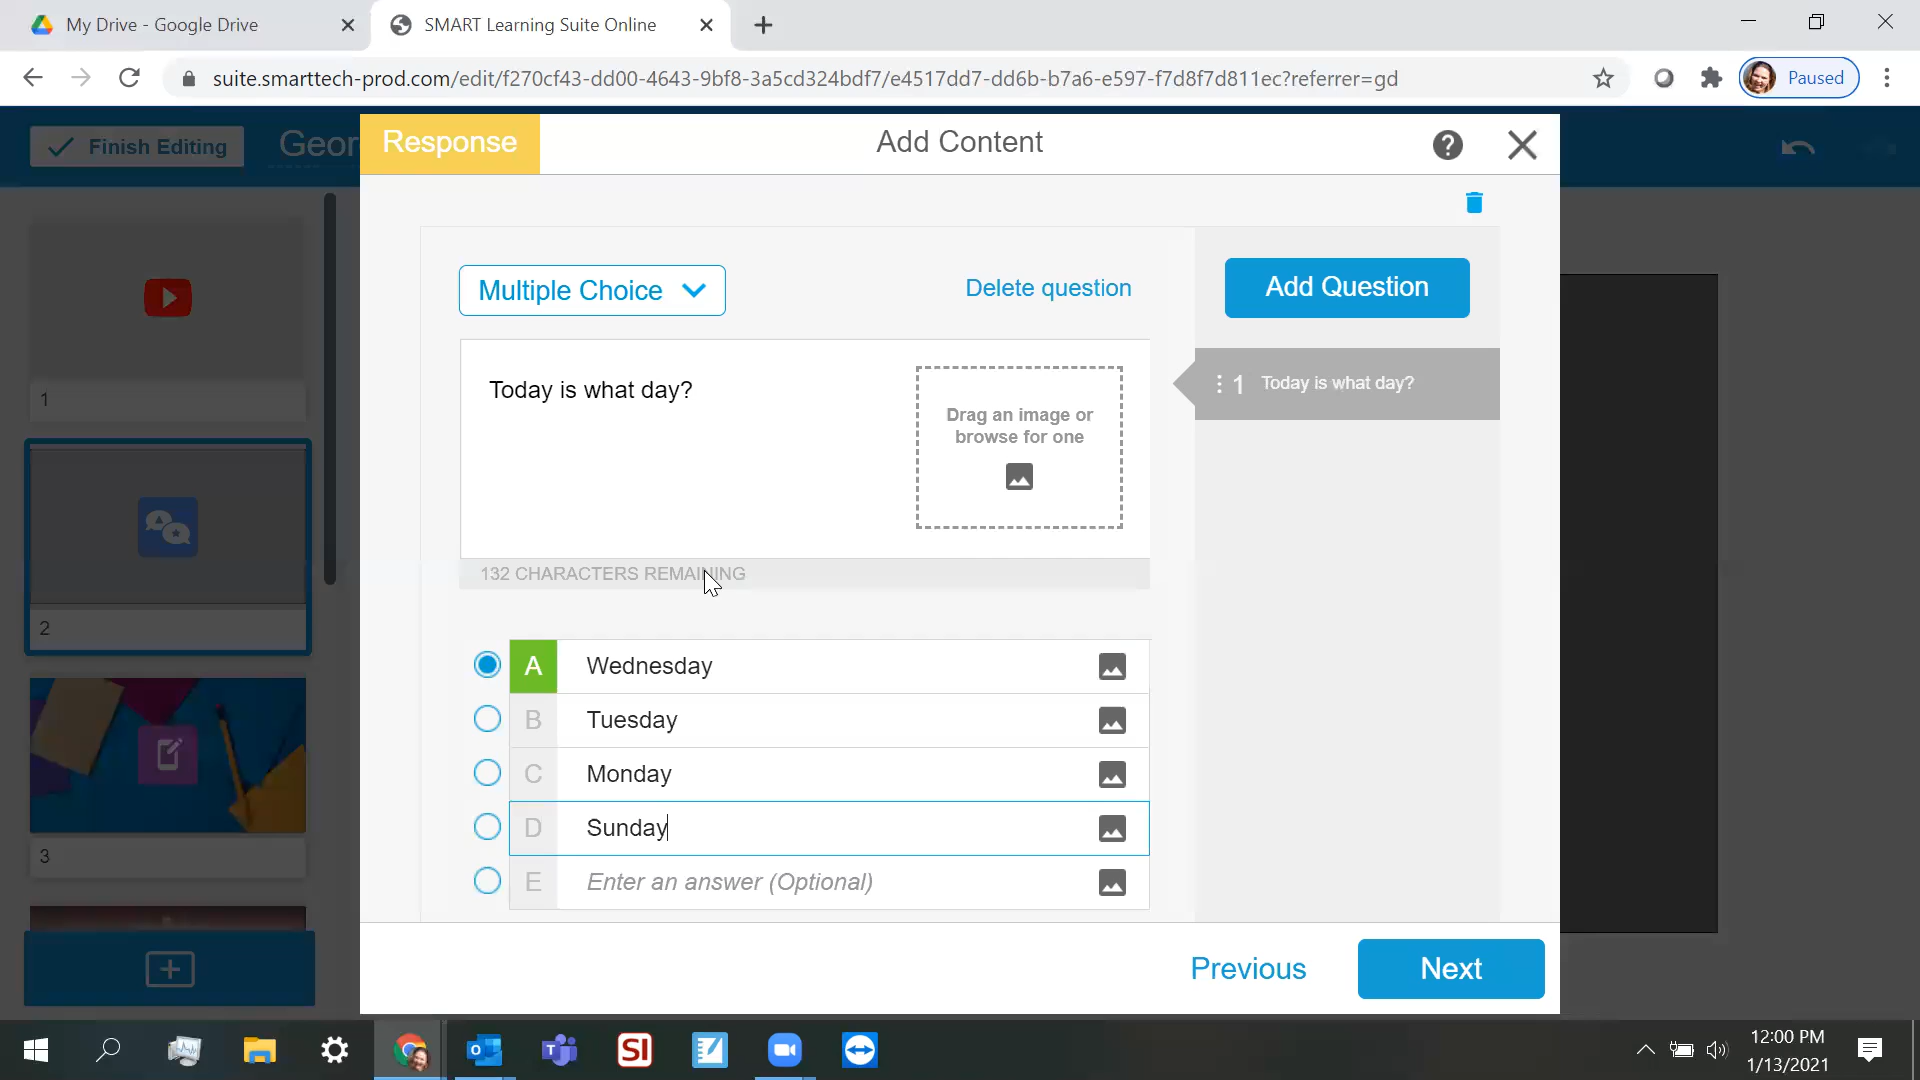 My Drive - Google Drive
SMART Learning Suite Online
suite.smarttech-prod.com/edit/f270cf43-dd00-4643-9bf8-3a5cd324bdf7/e4517dd7-dd6b-b7a6-e597-f7d8f7d811ec?referrer=gd
Paused
Finish Editing
Geor
Response
Add Content
Multiple Choice
Delete question
Add Question
Today is what day?
Drag an image or
browse for one
1 Today is what day?
132 CHARACTERS REMAINING
A Wednesday
B Tuesday
C Monday
D Sunday
E Enter an answer (Optional)
Previous
Next
1
2
3
SI
12:00 PM
1/13/2021